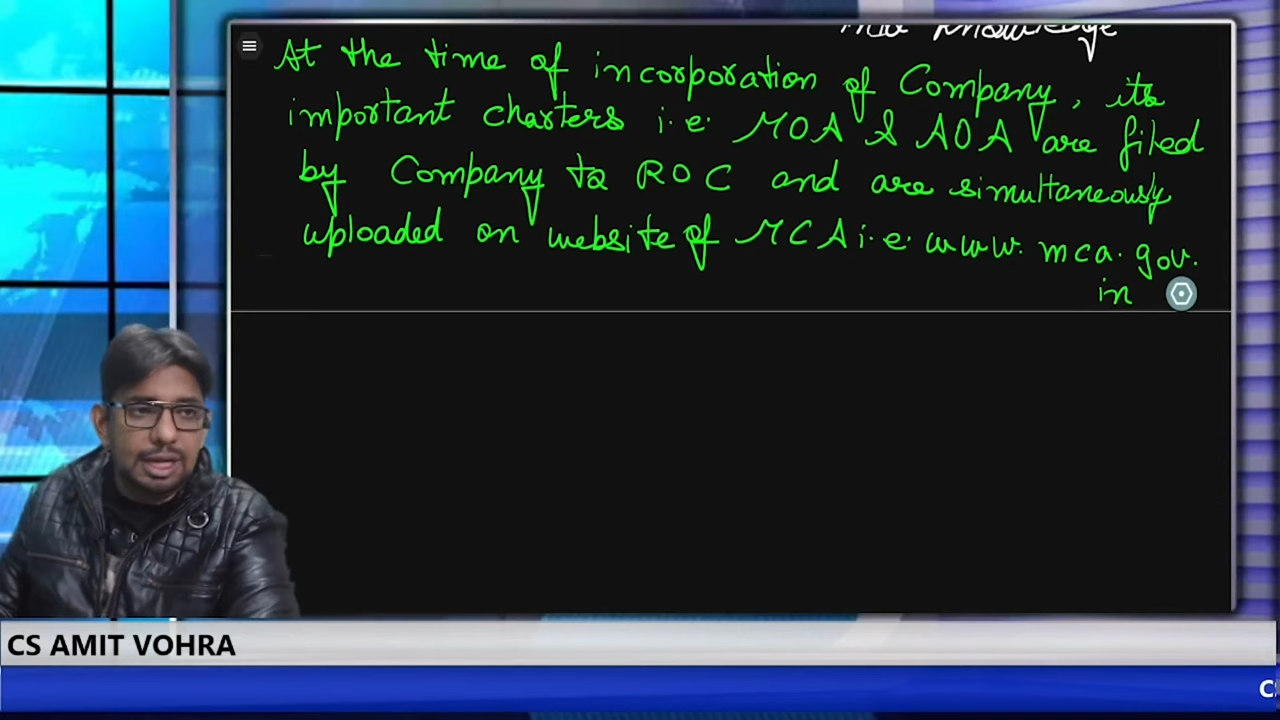 Knowledge
At the time of incorporation of Company, its
important charters i.e. MOA & AOA are filed
by Company to ROC and are simultaneously
uploaded on website of MCA i.e. www.mca.gov.
in
CS AMIT VOHRA